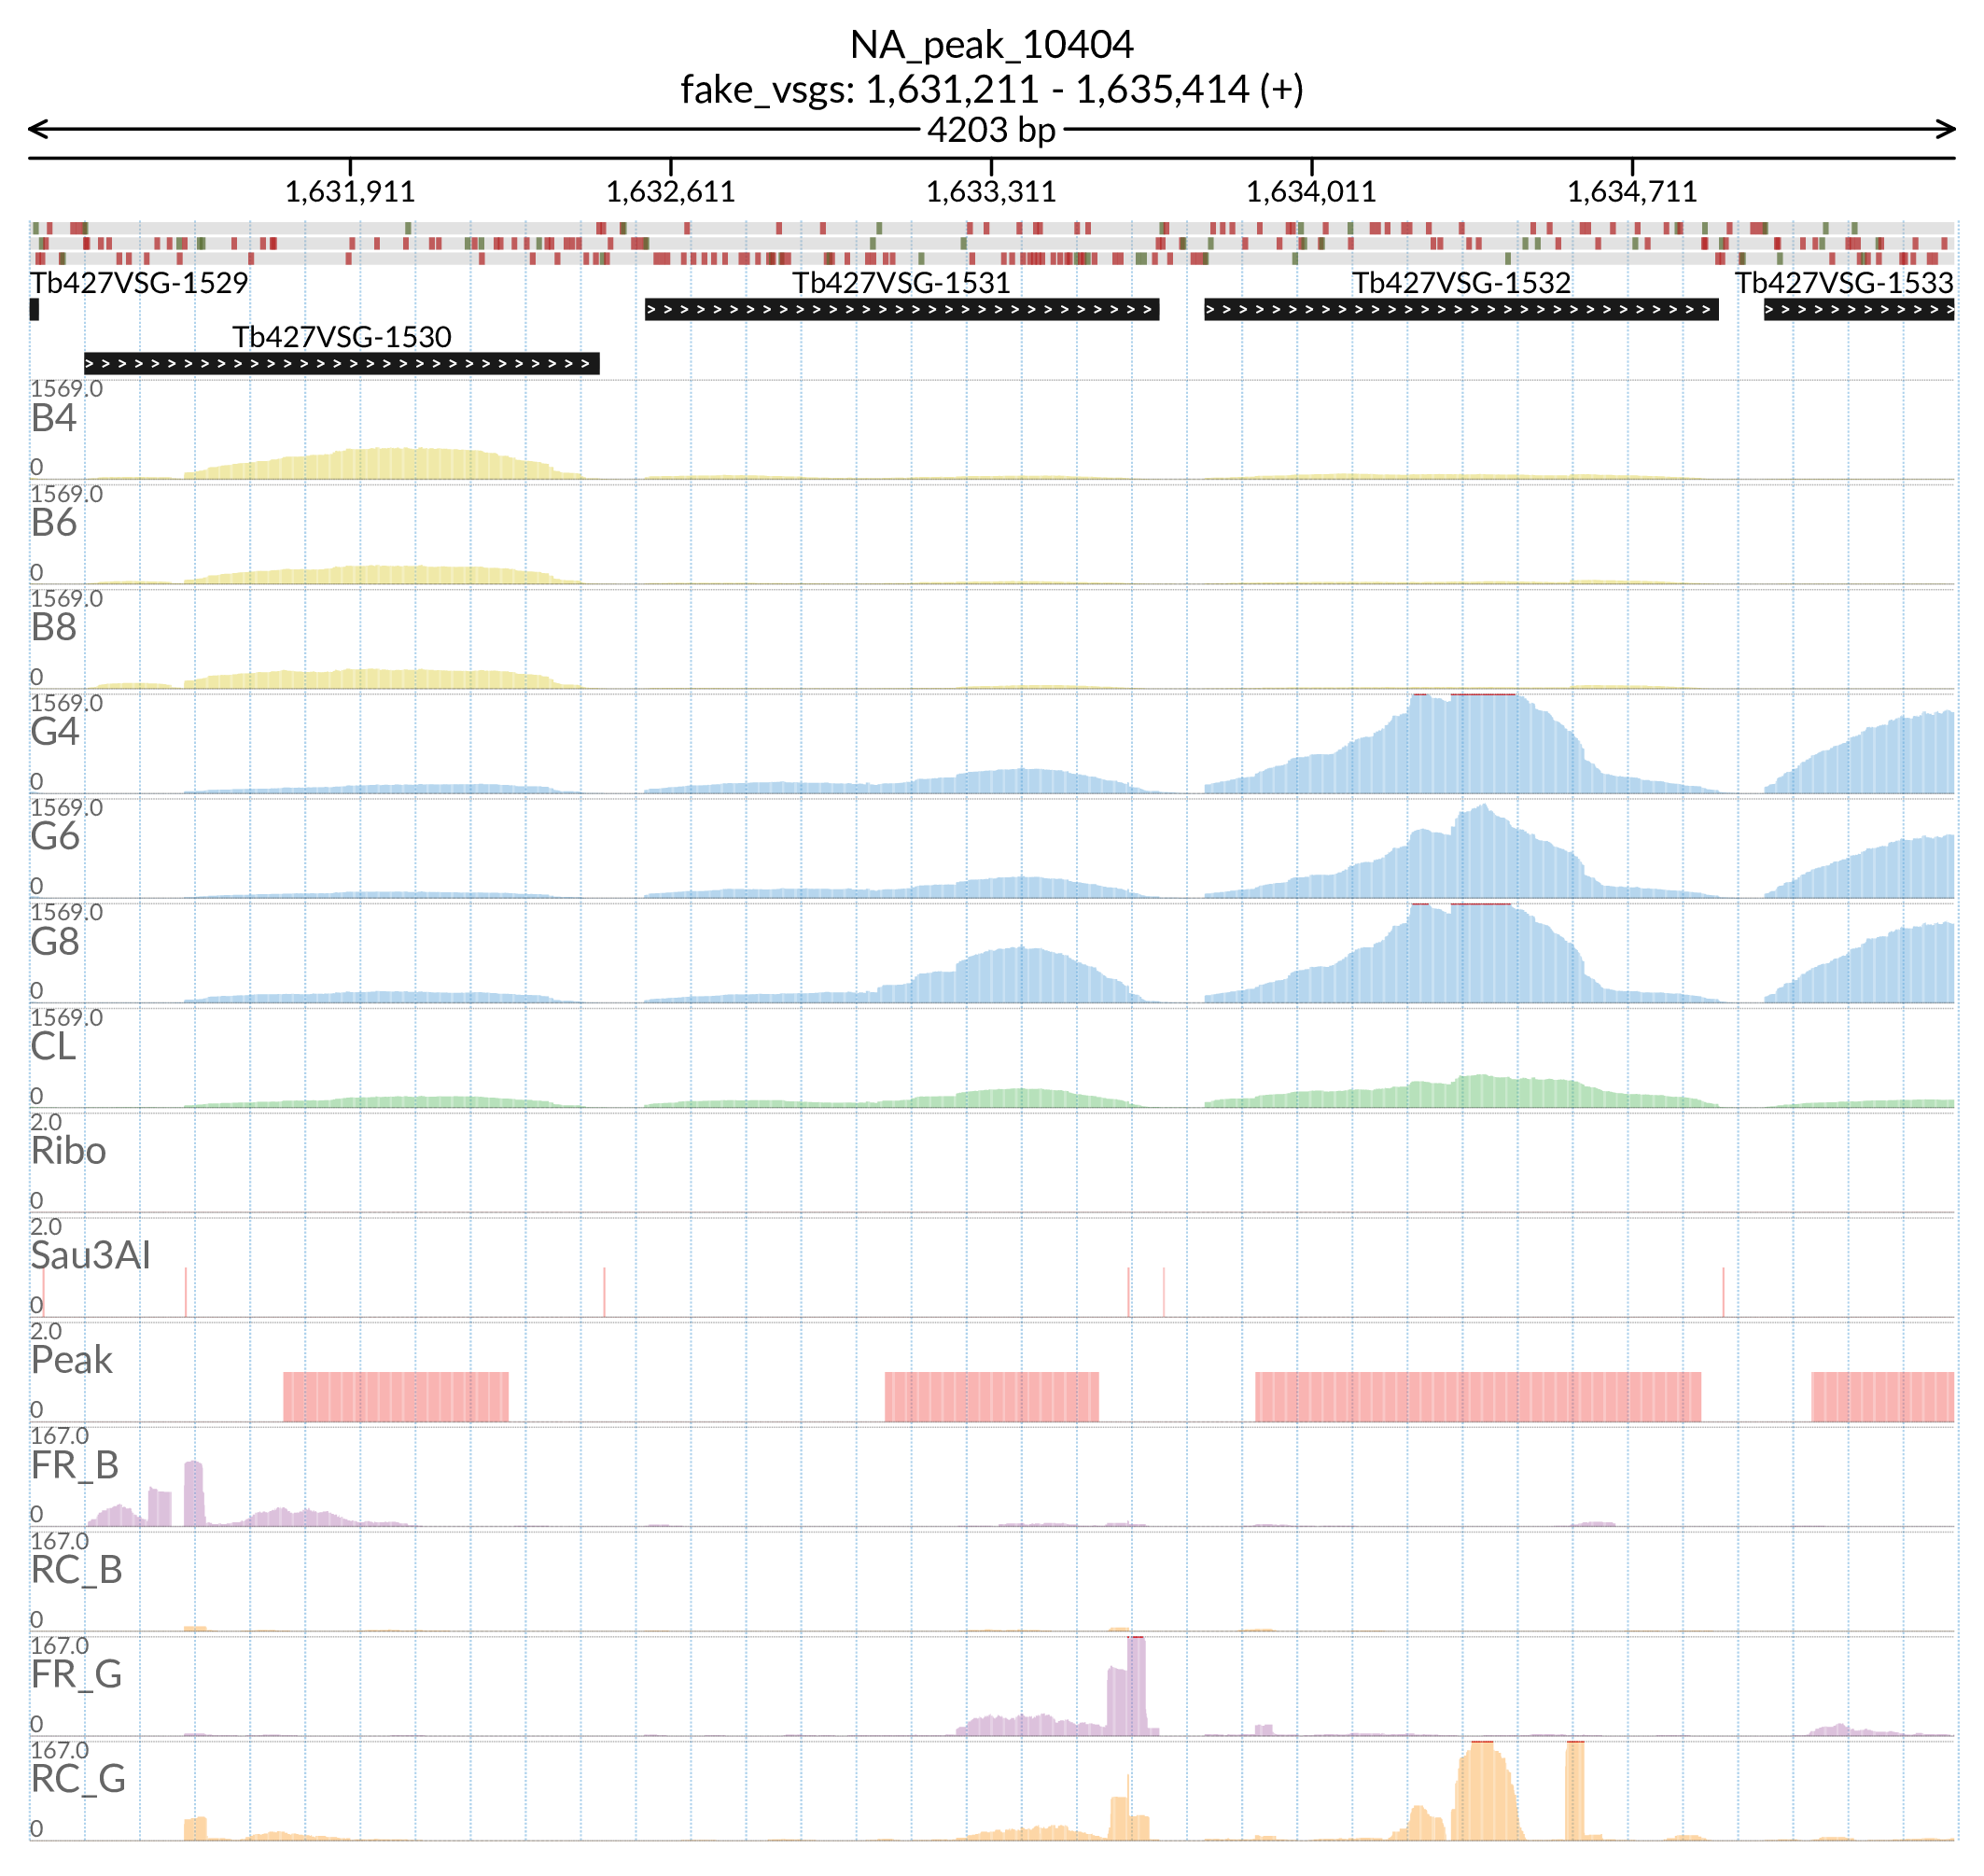 NA_peak_10404
fake_vsgs: 1,631,211 - 1,635,414 (+)
4203 bp
1,631,911 1,632,611 1,633,311 1,634,011 1,634,711
Tb427VSG-1529 Tb427VSG-1531 Tb427VSG-1532 Tb427VSG-1533
Tb427VSG-1530
1569.0
B4
0
1569.0
B6
0
1569.0
B8
0
1569.0
G4
0
1569.0
G6
0
1569.0
G8
0
1569.0
CL
0
2.0
Ribo
0
2.0
Sau3AI
0
2.0
Peak
0
167.0
FR_B
0
167.0
RC_B
0
167.0
FR_G
0
167.0
RC_G
0